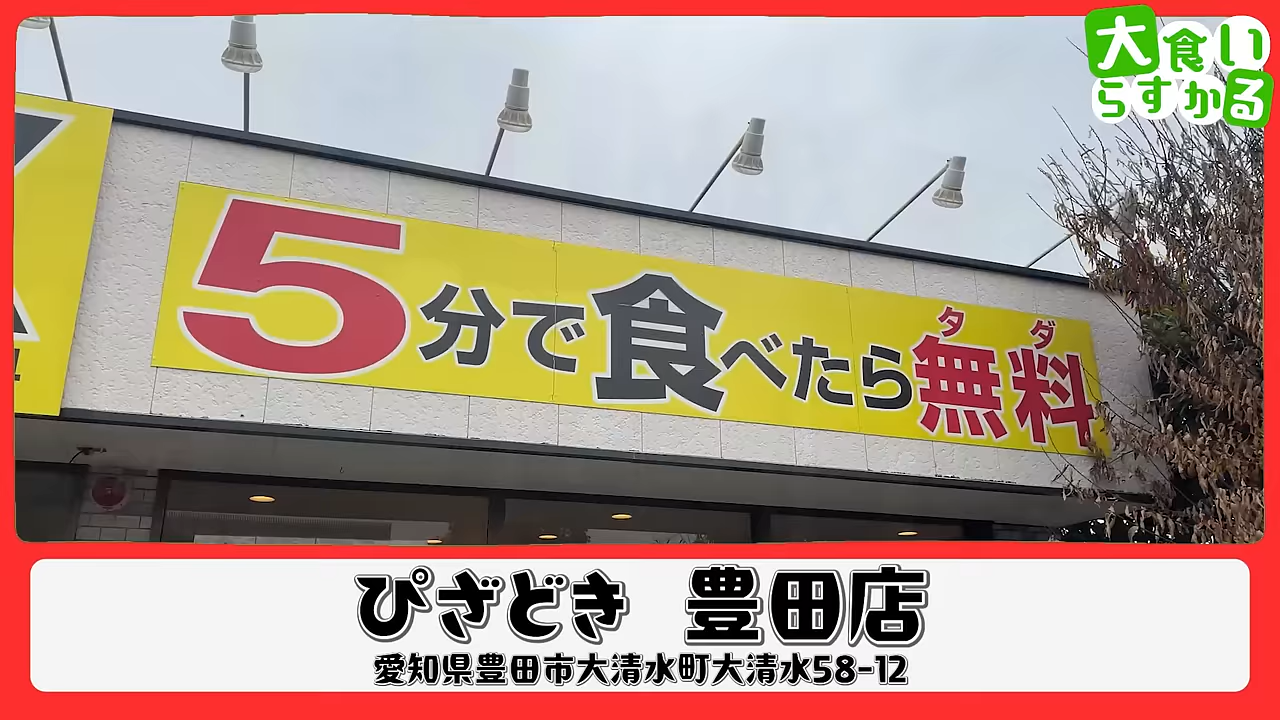 大食い
らすかる
5分で食べたら無料
タダ
ぴざどき 豊田店
愛知県豊田市大清水町大清水58-12